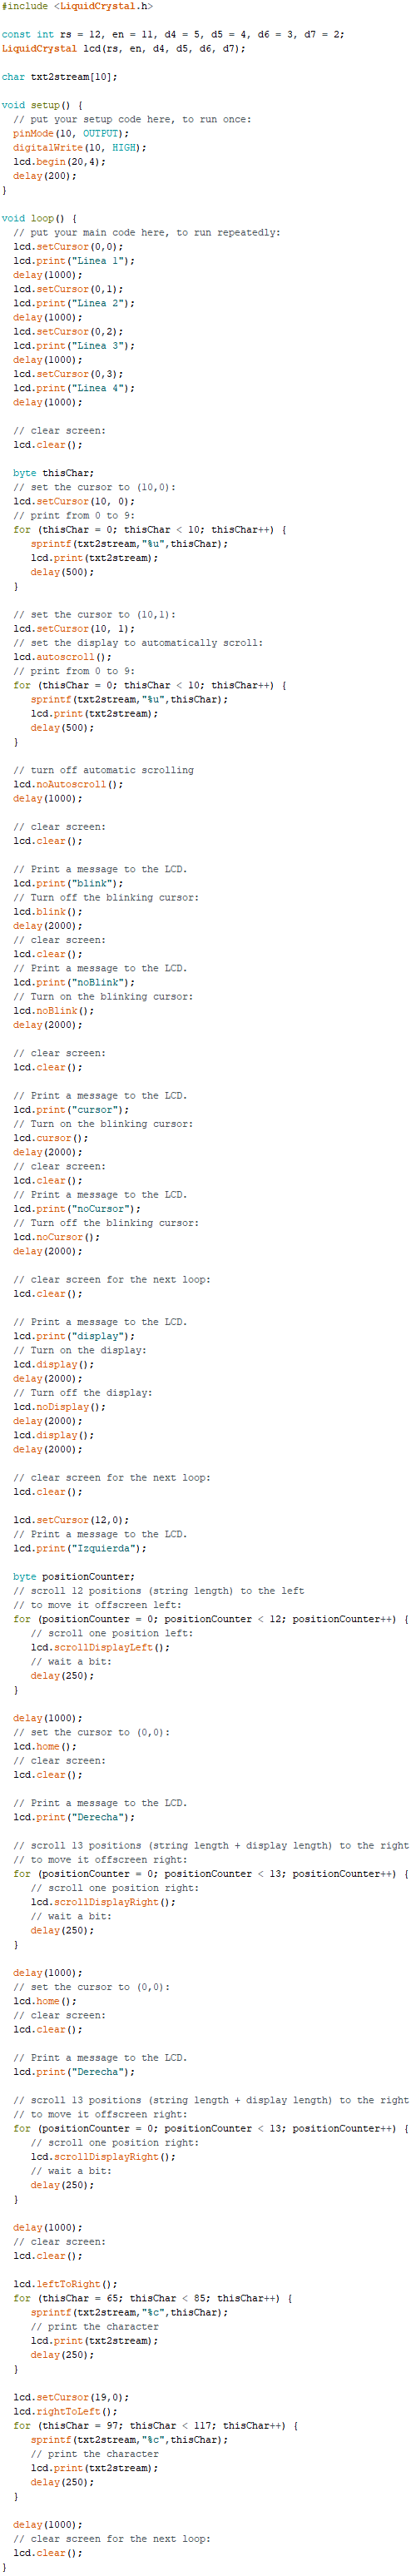 #include <LiquidCrystal.h>

const int rs = 12, en = 11, d4 = 5, d5 = 4, d6 = 3, d7 = 2;
LiquidCrystal lcd(rs, en, d4, d5, d6, d7);

char txt2stream[10];

void setup() {
  // put your setup code here, to run once:
  pinMode(10, OUTPUT);
  digitalWrite(10, HIGH);
  lcd.begin(20,4);
  delay(200);
}

void loop() {
  // put your main code here, to run repeatedly:
  lcd.setCursor(0,0);
  lcd.print("Linea 1");
  delay(1000);
  lcd.setCursor(0,1);
  lcd.print("Linea 2");
  delay(1000);
  lcd.setCursor(0,2);
  lcd.print("Linea 3");
  delay(1000);
  lcd.setCursor(0,3);
  lcd.print("Linea 4");
  delay(1000);

  // clear screen:
  lcd.clear();

  byte thisChar;
  // set the cursor to (10,0):
  lcd.setCursor(10, 0);
  // print from 0 to 9:
  for (thisChar = 0; thisChar < 10; thisChar++) {
     sprintf(txt2stream,"%u",thisChar);
     lcd.print(txt2stream);
     delay(500);
  }

  // set the cursor to (10,1):
  lcd.setCursor(10, 1);
  // set the display to automatically scroll:
  lcd.autoscroll();
  // print from 0 to 9:
  for (thisChar = 0; thisChar < 10; thisChar++) {
     sprintf(txt2stream,"%u",thisChar);
     lcd.print(txt2stream);
     delay(500);
  }

  // turn off automatic scrolling
  lcd.noAutoscroll();
  delay(1000);

  // clear screen:
  lcd.clear();

  // Print a message to the LCD.
  lcd.print("blink");
  // Turn off the blinking cursor:
  lcd.blink();
  delay(2000);
  // clear screen:
  lcd.clear();
  // Print a message to the LCD.
  lcd.print("noBlink");
  // Turn on the blinking cursor:
  lcd.noBlink();
  delay(2000);

  // clear screen:
  lcd.clear();

  // Print a message to the LCD.
  lcd.print("cursor");
  // Turn on the blinking cursor:
  lcd.cursor();
  delay(2000);
  // clear screen:
  lcd.clear();
  // Print a message to the LCD.
  lcd.print("noCursor");
  // Turn off the blinking cursor:
  lcd.noCursor();
  delay(2000);

  // clear screen for the next loop:
  lcd.clear();

  // Print a message to the LCD.
  lcd.print("display");
  // Turn on the display:
  lcd.display();
  delay(2000);
  // Turn off the display:
  lcd.noDisplay();
  delay(2000);
  lcd.display();
  delay(2000);

  // clear screen for the next loop:
  lcd.clear();

  lcd.setCursor(12,0);
  // Print a message to the LCD.
  lcd.print("Izquierda");

  byte positionCounter;
  // scroll 12 positions (string length) to the left
  // to move it offscreen left:
  for (positionCounter = 0; positionCounter < 12; positionCounter++) {
     // scroll one position left:
     lcd.scrollDisplayLeft();
     // wait a bit:
     delay(250);
  }

  delay(1000);
  // set the cursor to (0,0):
  lcd.home();
  // clear screen:
  lcd.clear();

  // Print a message to the LCD.
  lcd.print("Derecha");

  // scroll 13 positions (string length + display length) to the right
  // to move it offscreen right:
  for (positionCounter = 0; positionCounter < 13; positionCounter++) {
     // scroll one position right:
     lcd.scrollDisplayRight();
     // wait a bit:
     delay(250);
  }

  delay(1000);
  // set the cursor to (0,0):
  lcd.home();
  // clear screen:
  lcd.clear();

  // Print a message to the LCD.
  lcd.print("Derecha");

  // scroll 13 positions (string length + display length) to the right
  // to move it offscreen right:
  for (positionCounter = 0; positionCounter < 13; positionCounter++) {
     // scroll one position right:
     lcd.scrollDisplayRight();
     // wait a bit:
     delay(250);
  }

  delay(1000);
  // clear screen:
  lcd.clear();

  lcd.leftToRight();
  for (thisChar = 65; thisChar < 85; thisChar++) {
     sprintf(txt2stream,"%c",thisChar);
     // print the character
     lcd.print(txt2stream);
     delay(250);
  }

  lcd.setCursor(19,0);
  lcd.rightToLeft();
  for (thisChar = 97; thisChar < 117; thisChar++) {
     sprintf(txt2stream,"%c",thisChar);
     // print the character
     lcd.print(txt2stream);
     delay(250);
  }

  delay(1000);
  // clear screen for the next loop:
  lcd.clear();
}